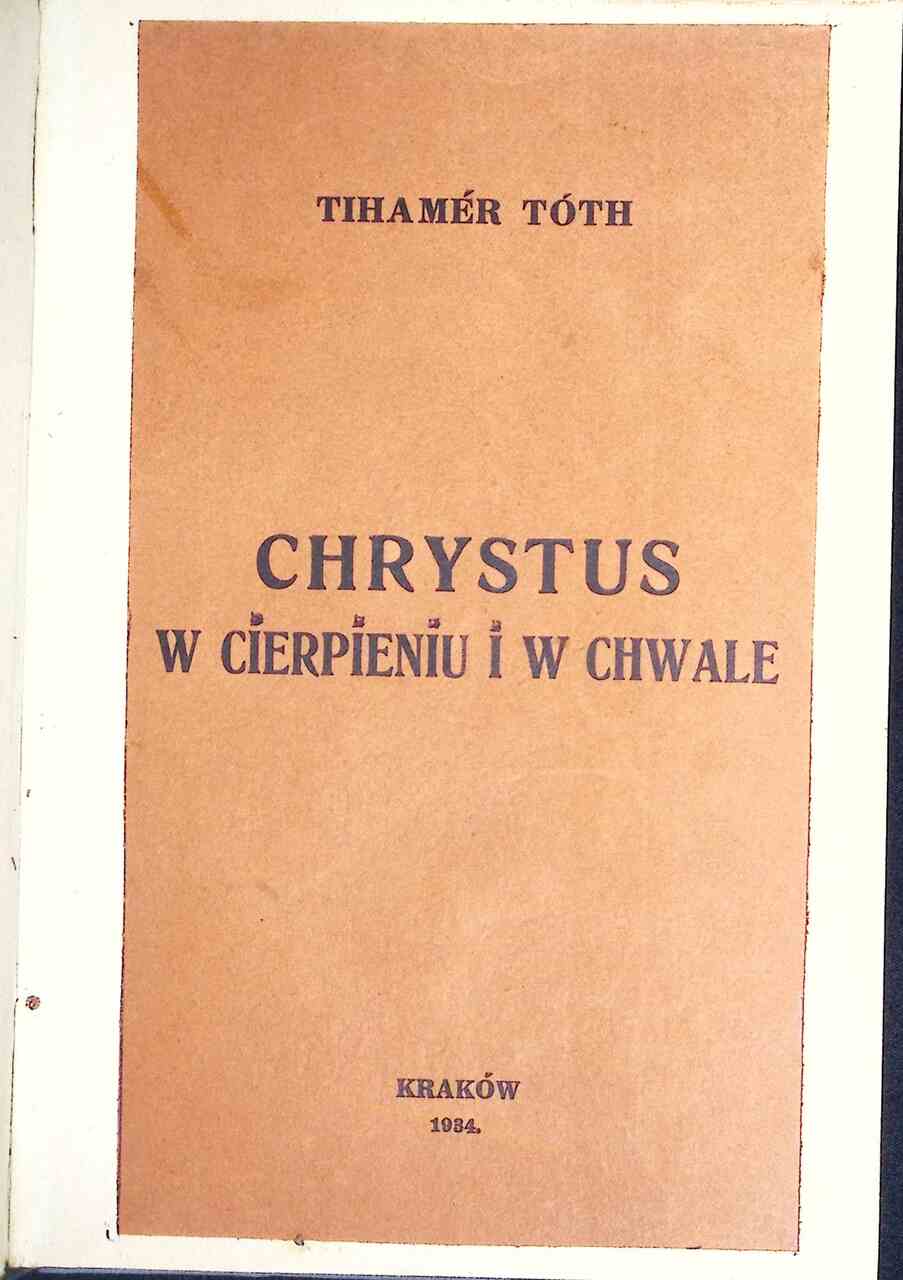 TIHAMÉR TÓTH
CHRYSTUS
W CIERPIENIU I W CHWALE
KRAKÓW
1934.